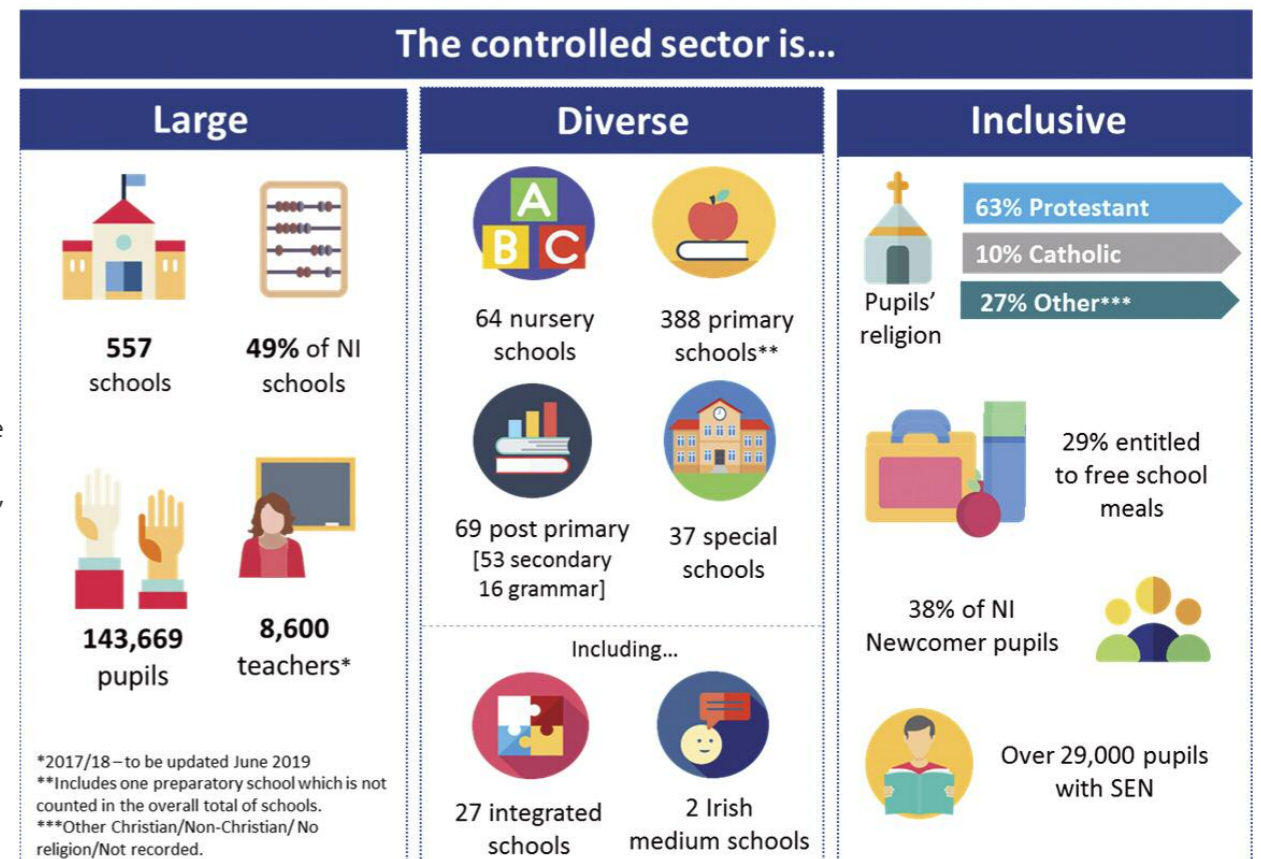 The controlled sector is...
Large
557
schools
49% of NI
schools
143,669
pupils
8,600
teachers*
*2017/18 – to be updated June 2019
**Includes one preparatory school which is not
counted in the overall total of schools.
***Other Christian/Non-Christian/ No
religion/Not recorded.
Diverse
A
B C
64 nursery
schools
388 primary
schools**
69 post primary
[53 secondary
16 grammar]
37 special
schools
Including...
27 integrated
schools
2 Irish
medium schools
Inclusive
Pupils'
religion
63% Protestant
10% Catholic
27% Other***
29% entitled
to free school
meals
38% of NI
Newcomer pupils
Over 29,000 pupils
with SEN